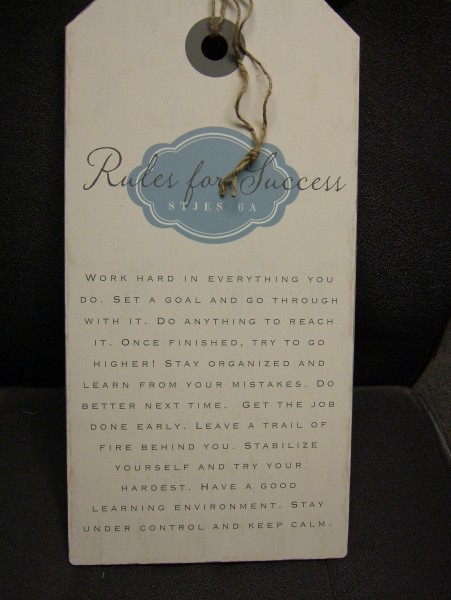 Rules for Success
STJES 6A
WORK HARD IN EVERYTHING YOU
DO. SET A GOAL AND GO THROUGH
WITH IT. DO ANYTHING TO REACH
IT. ONCE FINISHED, TRY TO GO
HIGHER! STAY ORGANIZED AND
LEARN FROM YOUR MISTAKES. DO
BETTER NEXT TIME. GET THE JOB
DONE EARLY. LEAVE A TRAIL OF
FIRE BEHIND YOU. STABILIZE
YOURSELF AND TRY YOUR
HARDEST. HAVE A GOOD
LEARNING ENVIRONMENT. STAY
UNDER CONTROL AND KEEP CALM.